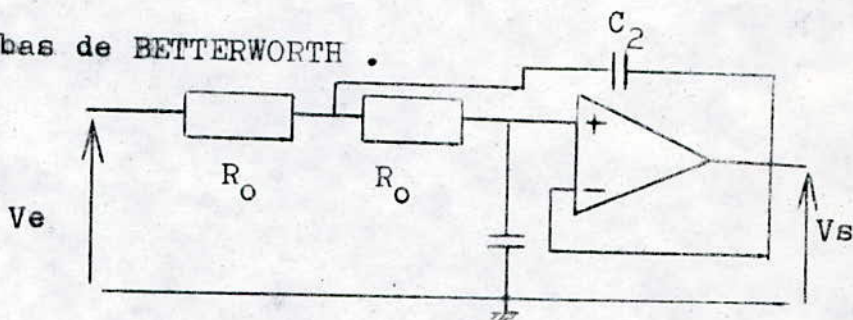 bas de BETTERWORTH .
C2
+
Ro
Ro
−
Ve
Vs